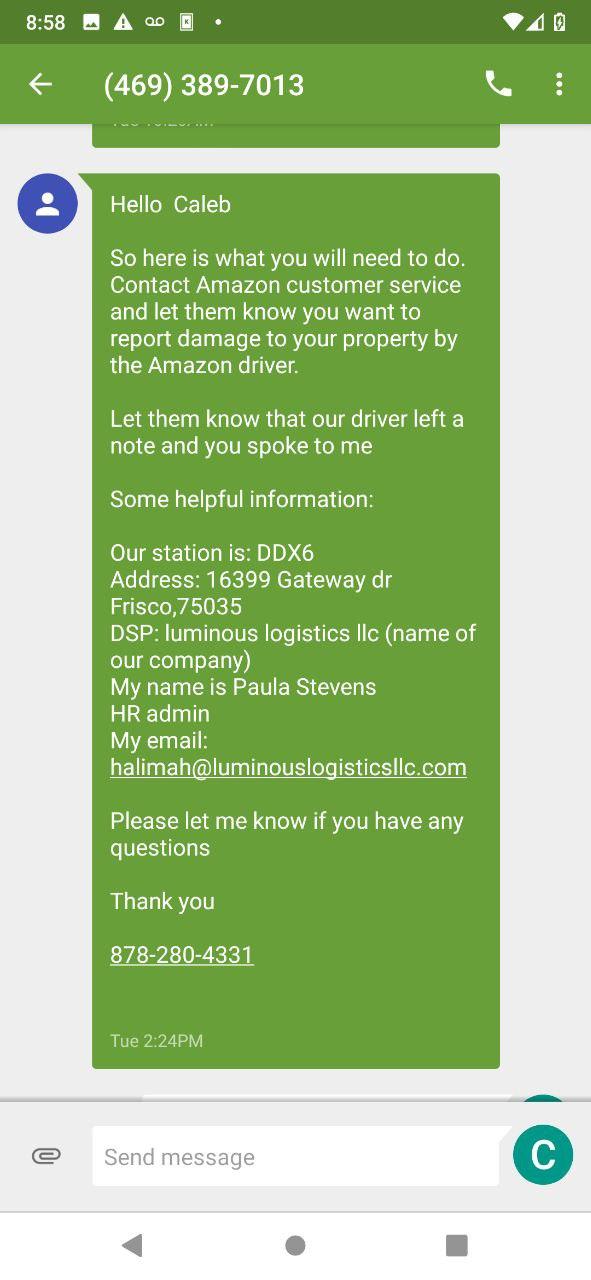 8:58
(469) 389-7013
Hello  Caleb
So here is what you will need to do.
Contact Amazon customer service
and let them know you want to
report damage to your property by
the Amazon driver.
Let them know that our driver left a
note and you spoke to me
Some helpful information:
Our station is: DDX6
Address: 16399 Gateway dr
Frisco,75035
DSP: luminous logistics llc (name of
our company)
My name is Paula Stevens
HR admin
My email:
halimah@luminouslogisticsllc.com
Please let me know if you have any
questions
Thank you
878-280-4331
Tue 2:24PM
Send message
C